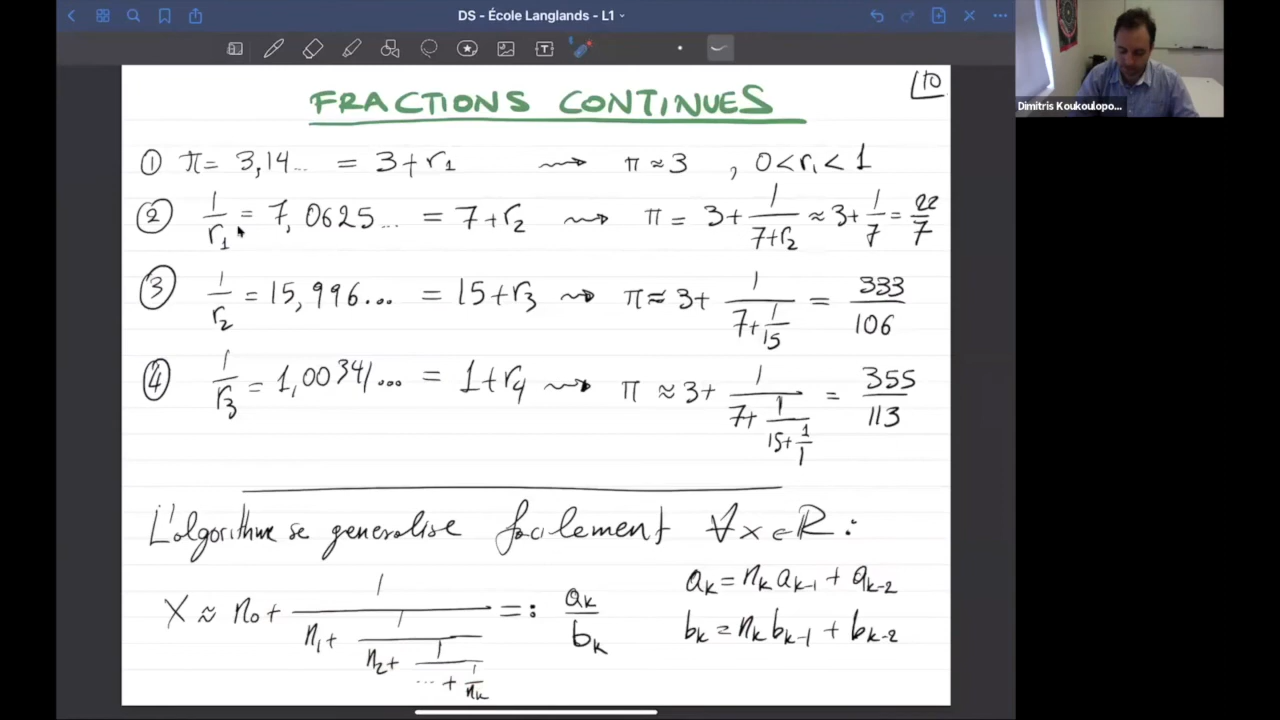 DS - École Langlands - L1
Dimitris Koukoulopo...
10
FRACTIONS CONTINUES
① π = 3,14... = 3 + r₁ ⇝ π ≈ 3 , 0 < r₁ < 1
② 1/r₁ = 7,0625... = 7 + r₂ ⇝ π = 3 + 1/(7 + r₂) ≈ 3 + 1/7 = 22/7
③ 1/r₂ = 15,996... = 15 + r₃ ⇝ π ≈ 3 + 1/(7 + 1/15) = 333/106
④ 1/r₃ = 1,00341... = 1 + r₄ ⇝ π ≈ 3 + 1/(7 + 1/(15 + 1/1)) = 355/113
L'algorithme se generalise facilement ∀x∈ℝ :
x ≈ n₀ + 1/(n₁ + 1/(n₂ + 1/(... + 1/nₖ))) =: aₖ/bₖ
aₖ = nₖ aₖ₋₁ + aₖ₋₂
bₖ = nₖ bₖ₋₁ + bₖ₋₂